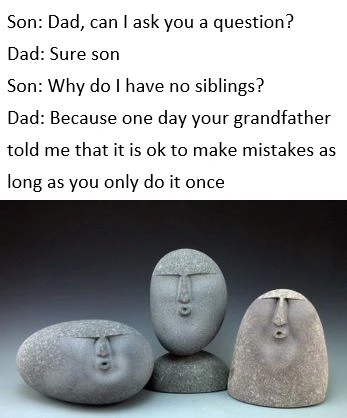 Son: Dad, can I ask you a question?
Dad: Sure son
Son: Why do I have no siblings?
Dad: Because one day your grandfather
told me that it is ok to make mistakes as
long as you only do it once